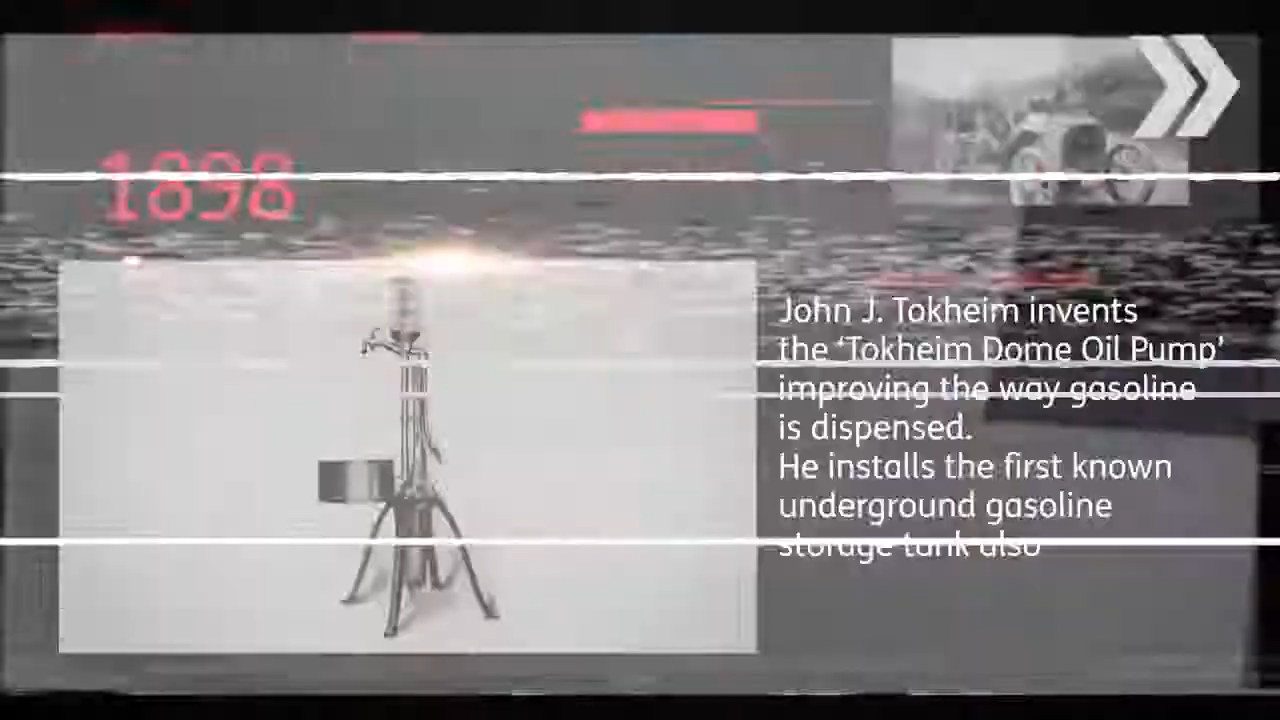 1898
John J. Tokheim invents
the ‘Tokheim Dome Oil Pump’
improving the way gasoline
is dispensed.
He installs the first known
underground gasoline
storage tank also